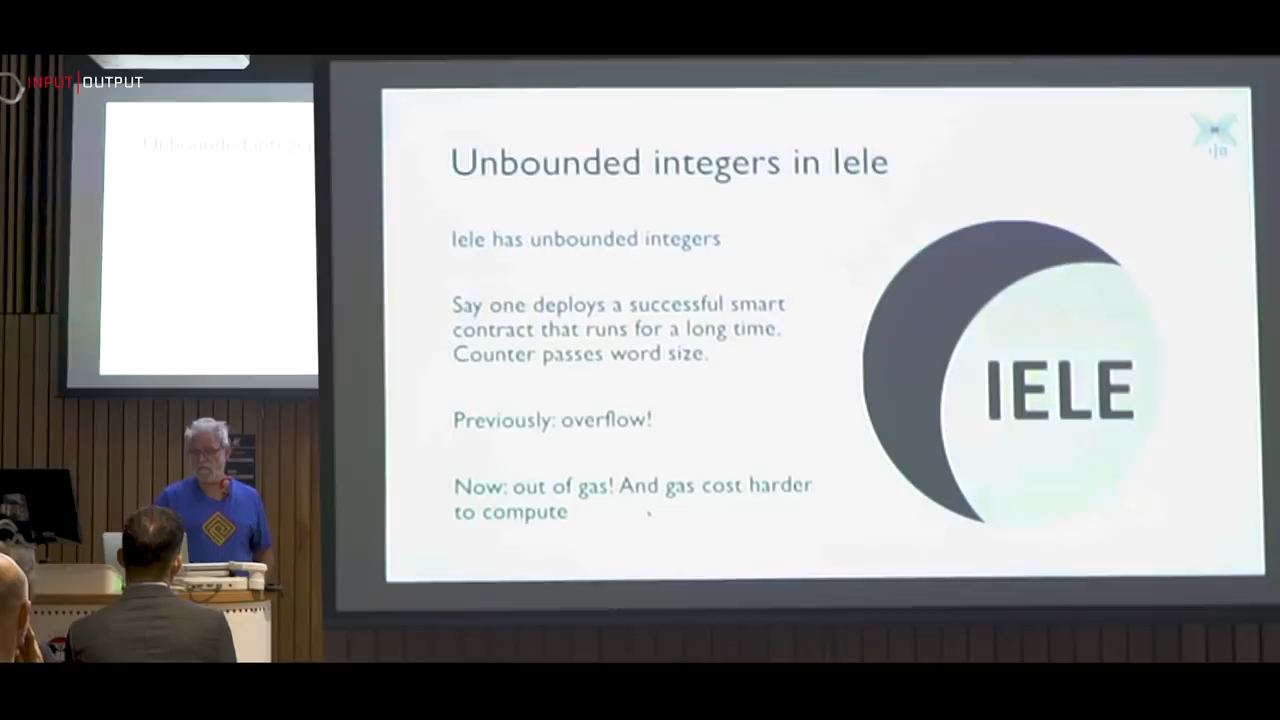 INPUT|OUTPUT
Unbounded integer
Unbounded integers in Iele
Iele has unbounded integers
Say one deploys a successful smart
contract that runs for a long time.
Counter passes word size.
Previously: overflow!
Now: out of gas! And gas cost harder
to compute
IELE